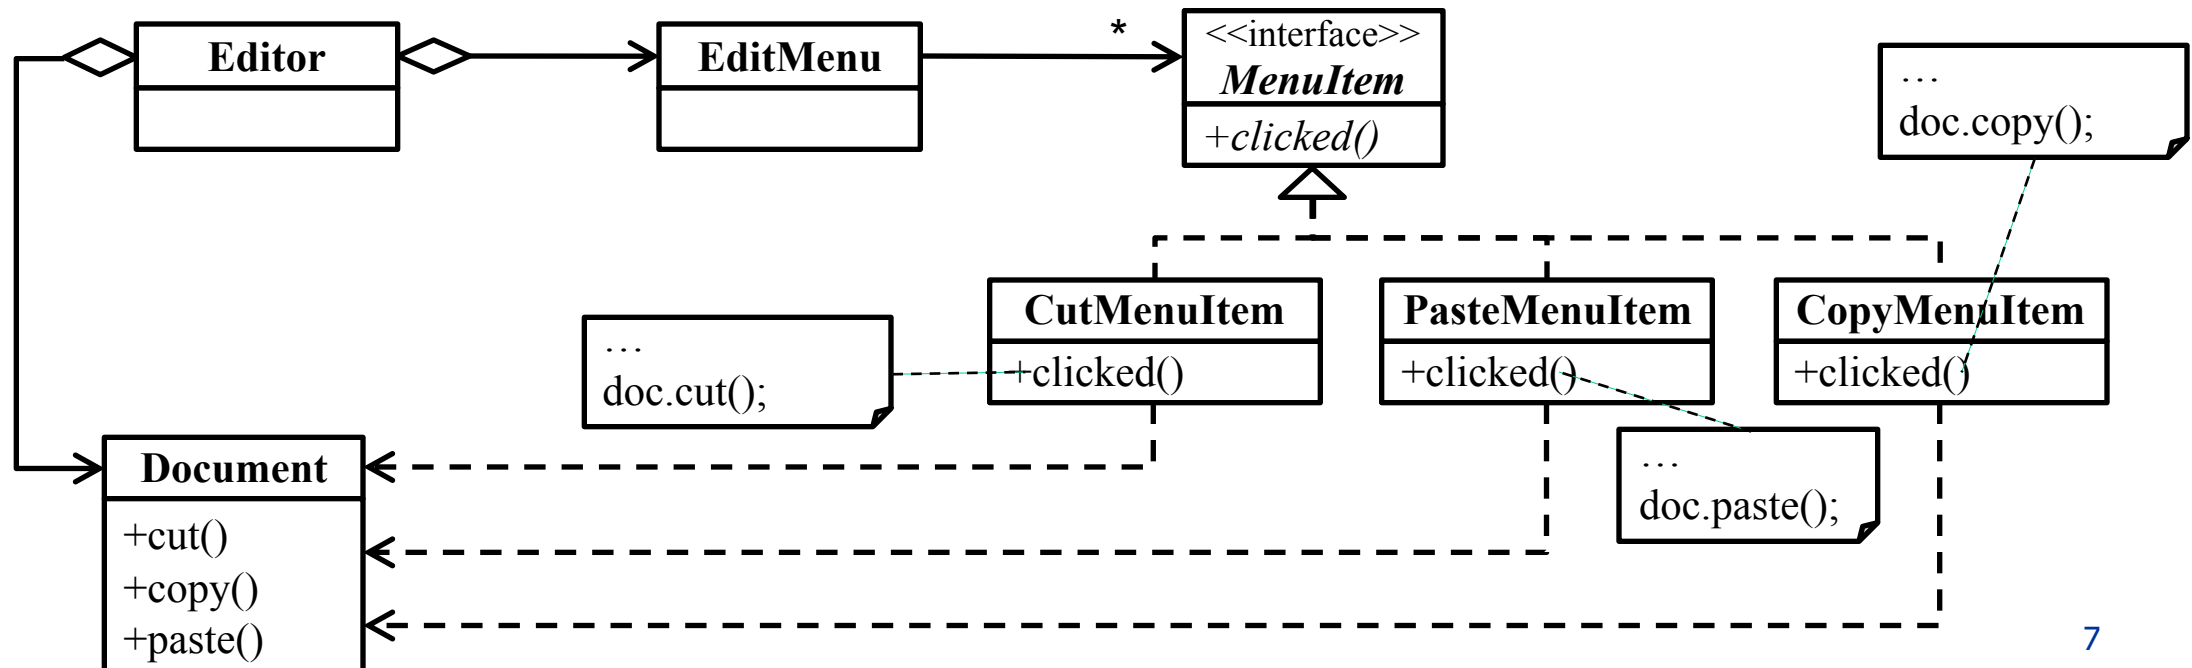 Editor
EditMenu
*
<<interface>>
MenuItem
+clicked()
…
doc.copy();
CutMenuItem
+clicked()
PasteMenuItem
+clicked()
CopyMenuItem
+clicked()
…
doc.cut();
…
doc.paste();
Document
+cut()
+copy()
+paste()
7